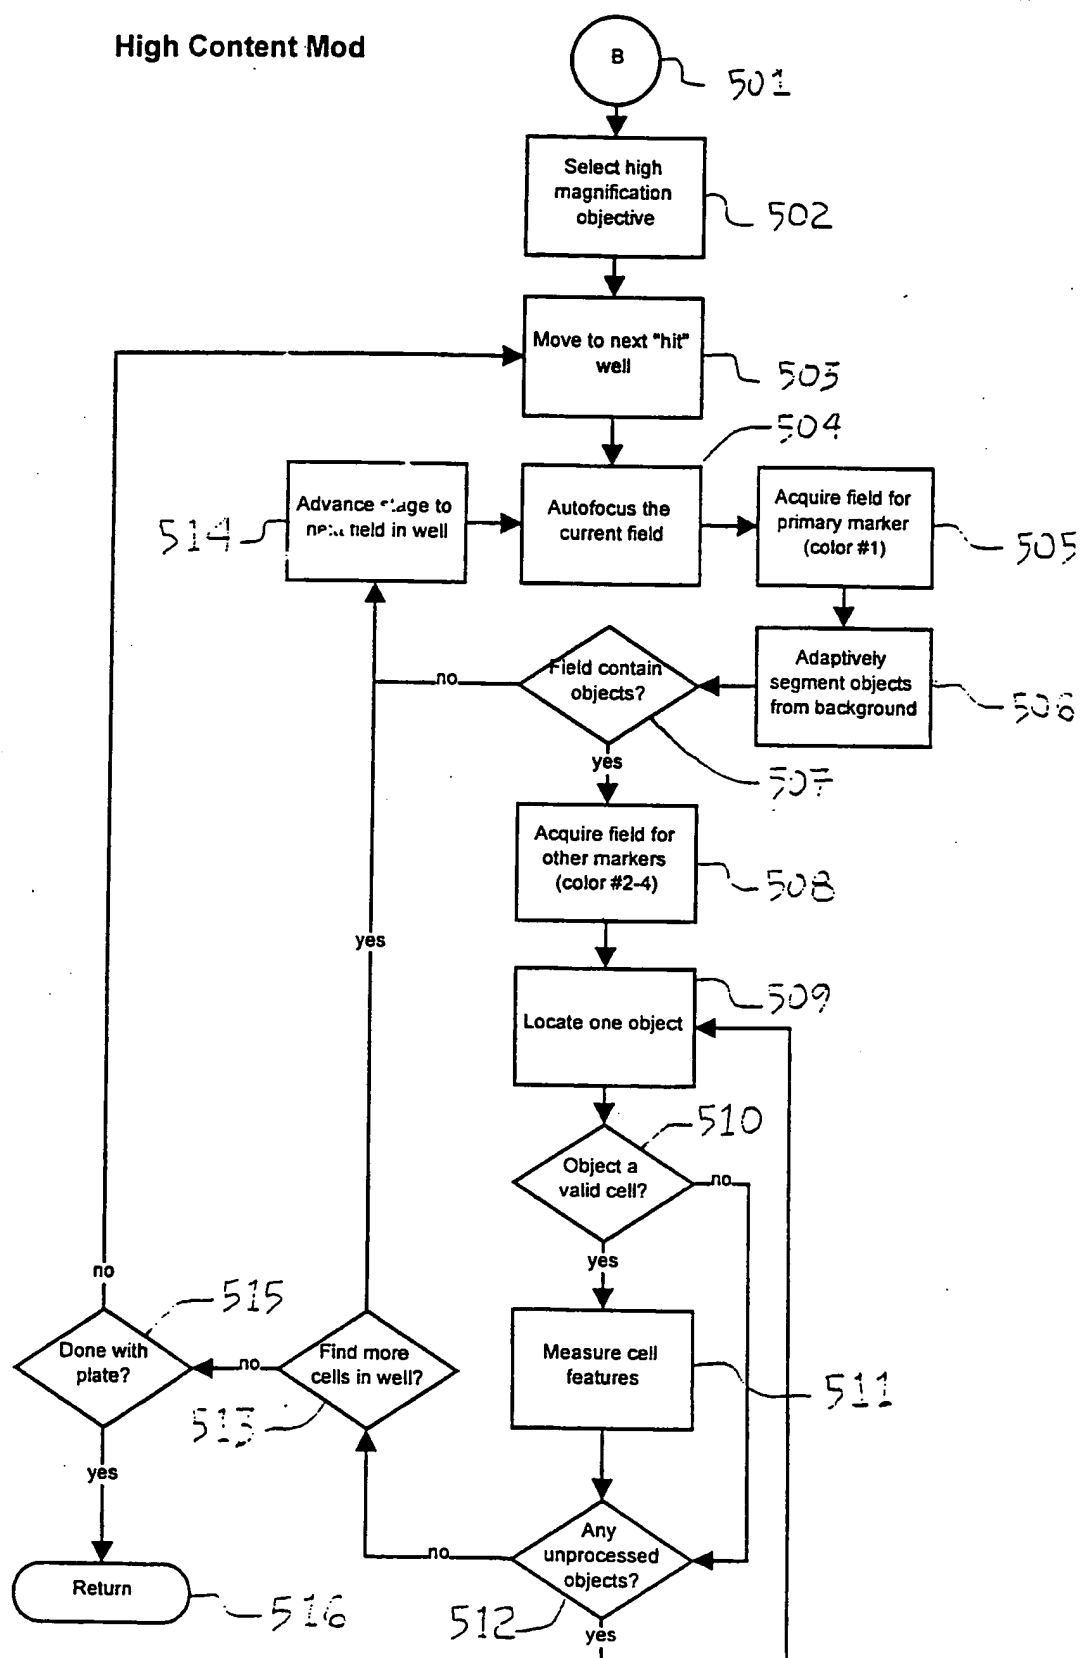 High Content Mod
B
501
Select high
magnification
objective
502
Move to next "hit"
well
503
504
Advance stage to
next field in well
514
Autofocus the
current field
Acquire field for
primary marker
(color #1)
505
Field contain
objects?
no
Adaptively
segment objects
from background
506
yes
507
Acquire field for
other markers
(color #2-4)
508
yes
509
Locate one object
510
Object a
valid cell?
no
yes
no
515
Done with
plate?
no
Find more
cells in well?
513
Measure cell
features
511
yes
Any
unprocessed
objects?
no
512
yes
Return
516